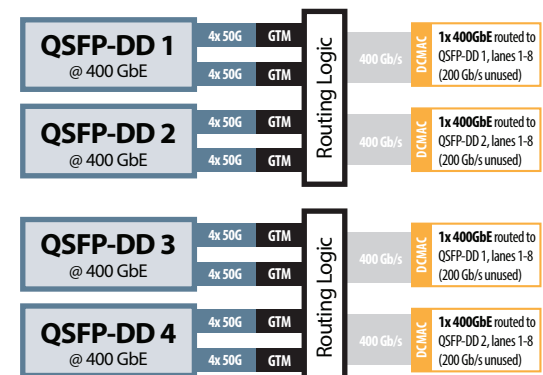 QSFP-DD 1
@ 400 GbE
4x 50G GTM
4x 50G GTM
QSFP-DD 2
@ 400 GbE
4x 50G GTM
4x 50G GTM
Routing Logic
400 Gb/s
DCMAC
1x 400GbE routed to
QSFP-DD 1, lanes 1-8
(200 Gb/s unused)
400 Gb/s
DCMAC
1x 400GbE routed to
QSFP-DD 2, lanes 1-8
(200 Gb/s unused)
QSFP-DD 3
@ 400 GbE
4x 50G GTM
4x 50G GTM
QSFP-DD 4
@ 400 GbE
4x 50G GTM
4x 50G GTM
Routing Logic
400 Gb/s
DCMAC
1x 400GbE routed to
QSFP-DD 1, lanes 1-8
(200 Gb/s unused)
400 Gb/s
DCMAC
1x 400GbE routed to
QSFP-DD 2, lanes 1-8
(200 Gb/s unused)